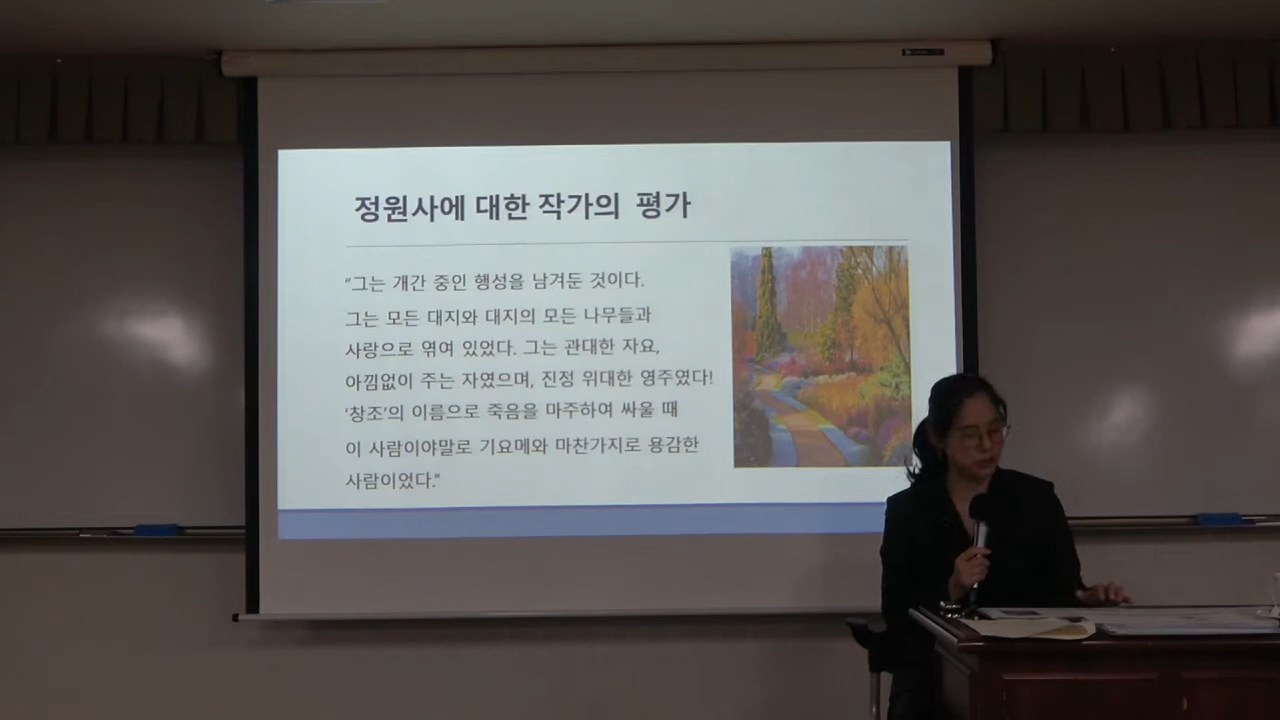 정원사에 대한 작가의 평가
“그는 개간 중인 행성을 남겨둔 것이다.
그는 모든 대지와 대지의 모든 나무들과
사랑으로 엮여 있었다. 그는 관대한 자요,
아낌없이 주는 자였으며, 진정 위대한 영주였다!
‘창조’의 이름으로 죽음을 마주하여 싸울 때
이 사람이야말로 기요메와 마찬가지로 용감한
사람이었다.”